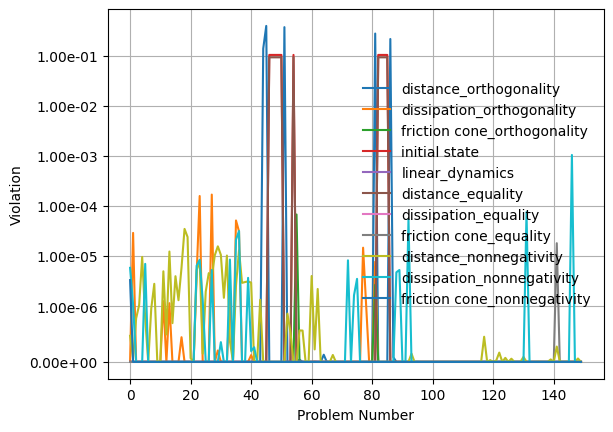 1.00e-01
1.00e-02
1.00e-03
1.00e-04
1.00e-05
1.00e-06
0.00e+00
Violation
distance_orthogonality
dissipation_orthogonality
friction cone_orthogonality
initial state
linear_dynamics
distance_equality
dissipation_equality
friction cone_equality
distance_nonnegativity
dissipation_nonnegativity
friction cone_nonnegativity
0 20 40 60 80 100 120 140
Problem Number